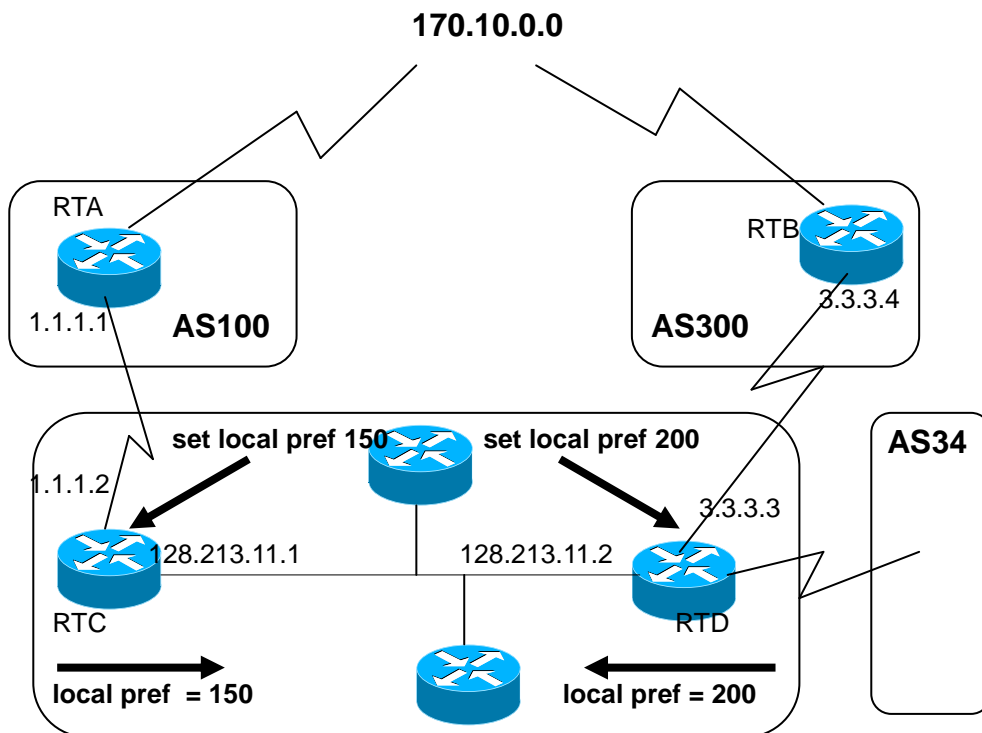 170.10.0.0
RTA
RTB
1.1.1.1
AS100
AS300
3.3.3.4
set local pref 150
set local pref 200
AS34
1.1.1.2
3.3.3.3
128.213.11.1
128.213.11.2
RTC
RTD
local pref = 150
local pref = 200